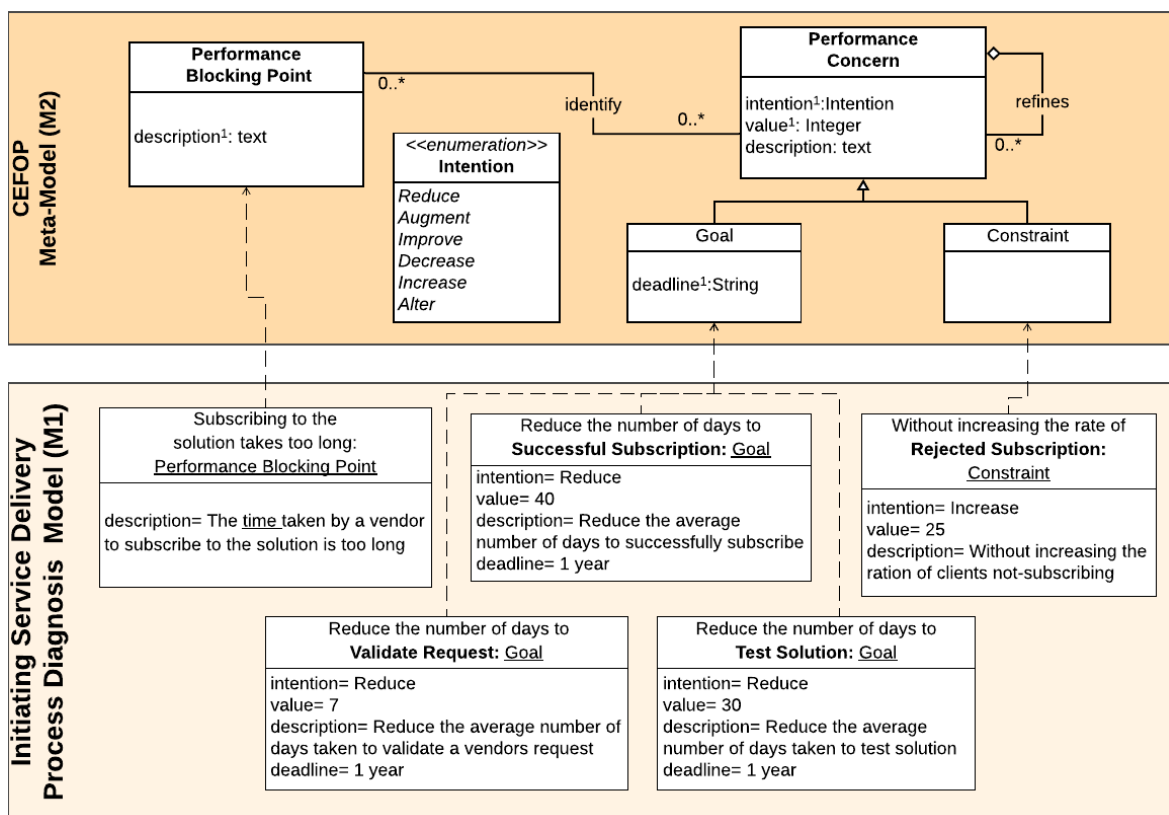 CEFOP
Meta-Model (M2)
Performance
Blocking Point
description¹: text
0..*
identify
0..*
Performance
Concern
intention¹:Intention
value¹: Integer
description: text
refines
0..*
<<enumeration>>
Intention
Reduce
Augment
Improve
Decrease
Increase
Alter
Goal
deadline¹:String
Constraint
Initiating Service Delivery
Process Diagnosis Model (M1)
Subscribing to the
solution takes too long:
Performance Blocking Point
description= The time taken by a vendor
to subscribe to the solution is too long
Reduce the number of days to
Successful Subscription: Goal
intention= Reduce
value= 40
description= Reduce the average
number of days to successfully subscribe
deadline= 1 year
Without increasing the rate of
Rejected Subscription:
Constraint
intention= Increase
value= 25
description= Without increasing the
ration of clients not-subscribing
Reduce the number of days to
Validate Request: Goal
intention= Reduce
value= 7
description= Reduce the average number of
days taken to validate a vendors request
deadline= 1 year
Reduce the number of days to
Test Solution: Goal
intention= Reduce
value= 30
description= Reduce the average
number of days taken to test solution
deadline= 1 year